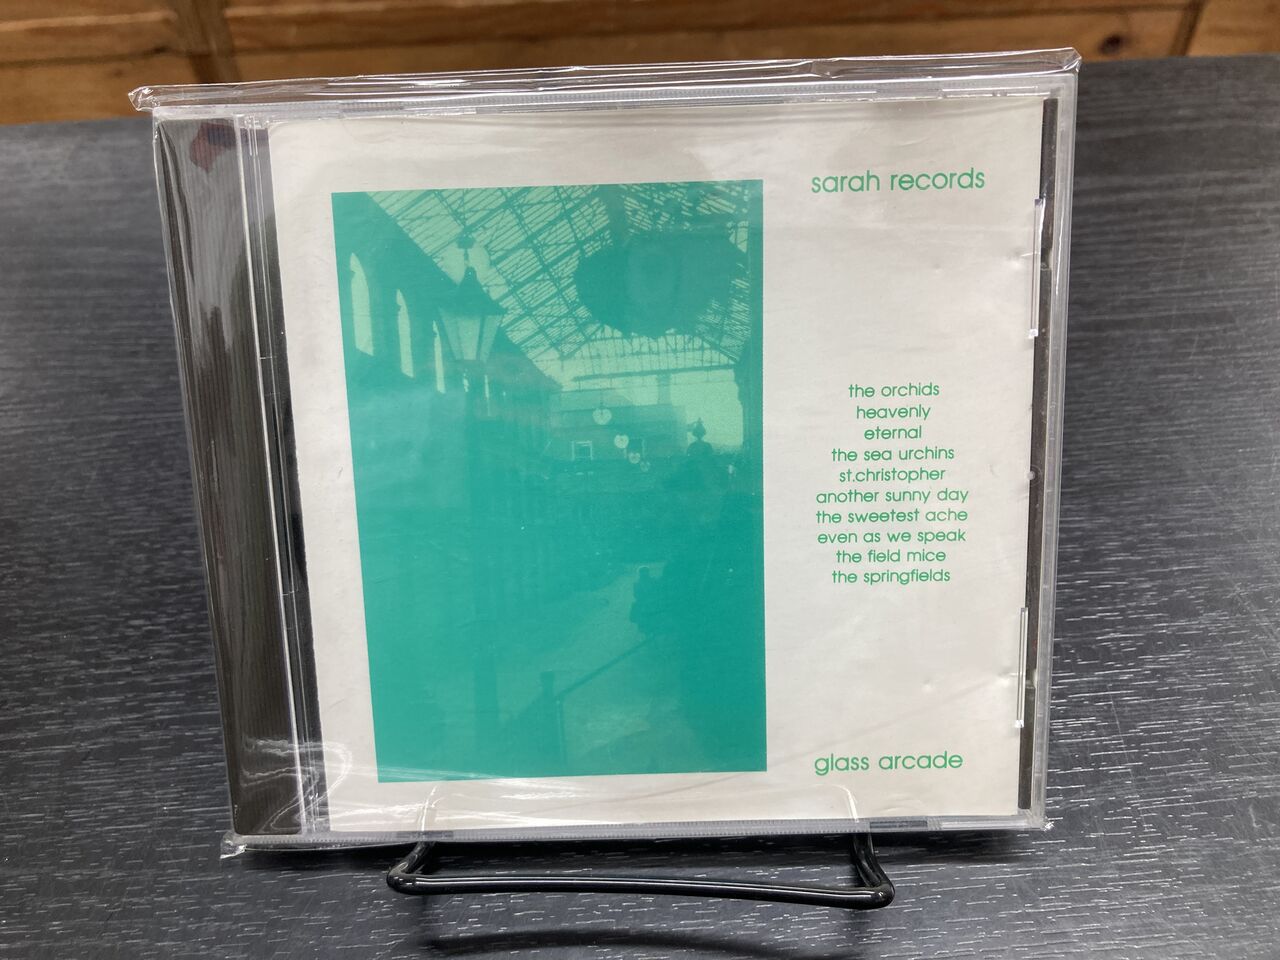 sarah records
the orchids
heavenly
eternal
the sea urchins
st.christopher
another sunny day
the sweetest ache
even as we speak
the field mice
the springfields
glass arcade